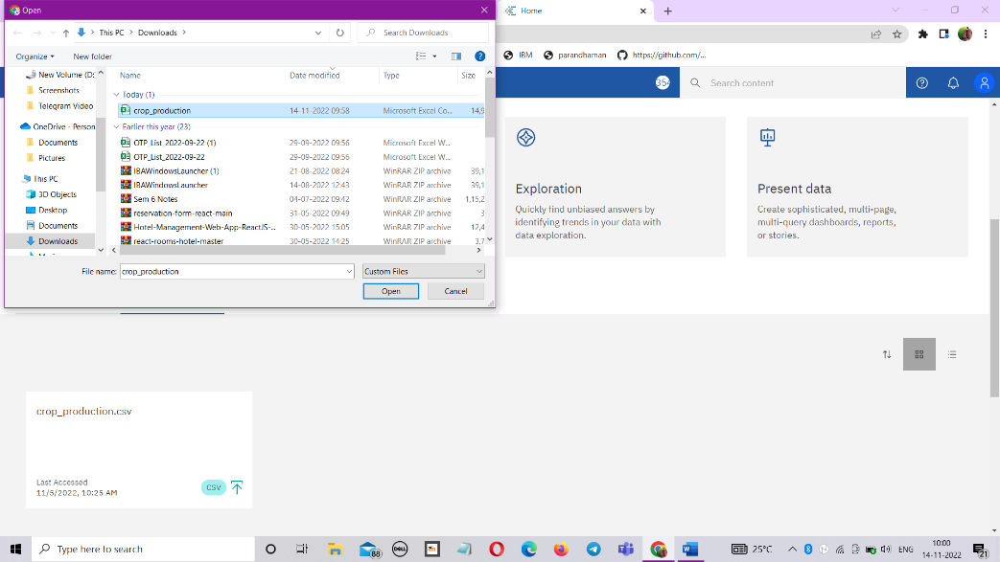 Open
Home
This PC
Downloads
Search Downloads
Organize
New folder
New Volume (D:
Screenshots
Telegram Video
OneDrive - Person
Documents
Pictures
This PC
3D Objects
Desktop
Documents
Downloads
Name Date modified Type Size
Today (1)
crop_production 14-11-2022 09:58 Microsoft Excel Co... 14,9
Earlier this year (23)
OTP_List_2022-09-22 (1) 29-09-2022 09:56 Microsoft Excel W...
OTP_List_2022-09-22 29-09-2022 09:56 Microsoft Excel W...
IBAWindowsLauncher (1) 21-08-2022 08:24 WinRAR ZIP archive 39,1
IBAWindowsLauncher 14-08-2022 12:43 WinRAR ZIP archive 39,1
Sem 6 Notes 04-07-2022 09:42 WinRAR ZIP archive 1,15,2
reservation-form-react-main 31-05-2022 09:49 WinRAR ZIP archive 3
Hotel-Management-Web-App-ReactJS-... 30-05-2022 15:05 WinRAR ZIP archive 12,4
react-rooms-hotel-master 30-05-2022 14:25 WinRAR ZIP archive 3,7
File name: crop_production
Custom Files
Open
Cancel
IBM
parandhaman
https://github.com/...
354
Search content
Exploration
Quickly find unbiased answers by
identifying trends in your data with
data exploration.
Present data
Create sophisticated, multi-page,
multi-query dashboards, reports,
or stories.
crop_production.csv
Last Accessed
11/5/2022, 10:25 AM
CSV
Type here to search
88
DELL
25°C
ENG
10:00
14-11-2022
21